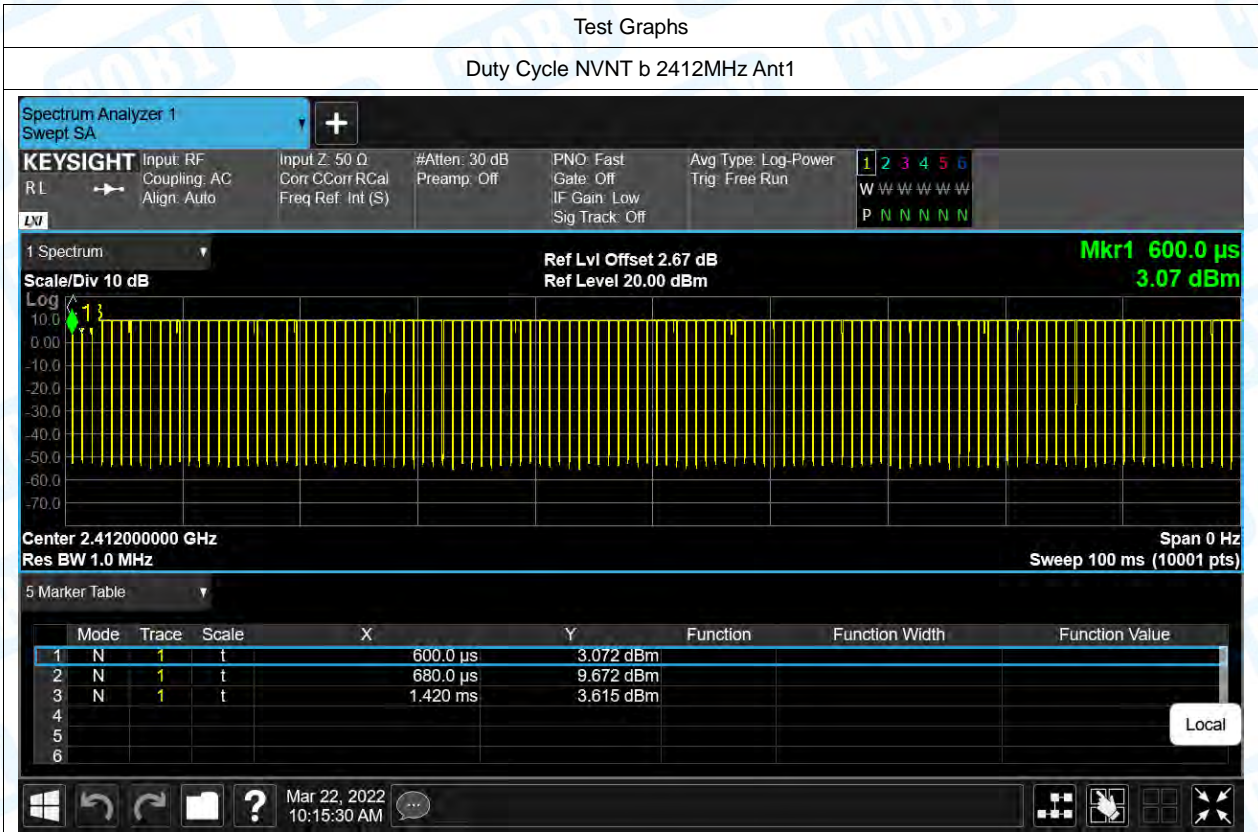 Test Graphs
Duty Cycle NVNT b 2412MHz Ant1
Spectrum Analyzer 1
Swept SA
KEYSIGHT Input: RF Input Z: 50 Ω #Atten: 30 dB PNO: Fast Avg Type: Log-Power 1 2 3 4 5 6
RL Coupling: AC Corr CCorr RCal Preamp: Off Gate: Off Trig: Free Run W W W W W W
Align: Auto Freq Ref: Int (S) IF Gain: Low P N N N N N
LXI Sig Track: Off
1 Spectrum Ref Lvl Offset 2.67 dB Mkr1 600.0 µs
Scale/Div 10 dB Ref Level 20.00 dBm 3.07 dBm
Log
1 3
10.0
0.00
-10.0
-20.0
-30.0
-40.0
-50.0
-60.0
-70.0
Center 2.412000000 GHz Span 0 Hz
Res BW 1.0 MHz Sweep 100 ms (10001 pts)
5 Marker Table
Mode Trace Scale X Y Function Function Width Function Value
1 N 1 t 600.0 µs 3.072 dBm
2 N 1 t 680.0 µs 9.672 dBm
3 N 1 t 1.420 ms 3.615 dBm
4
5
6
Local
? Mar 22, 2022
10:15:30 AM
TOBY